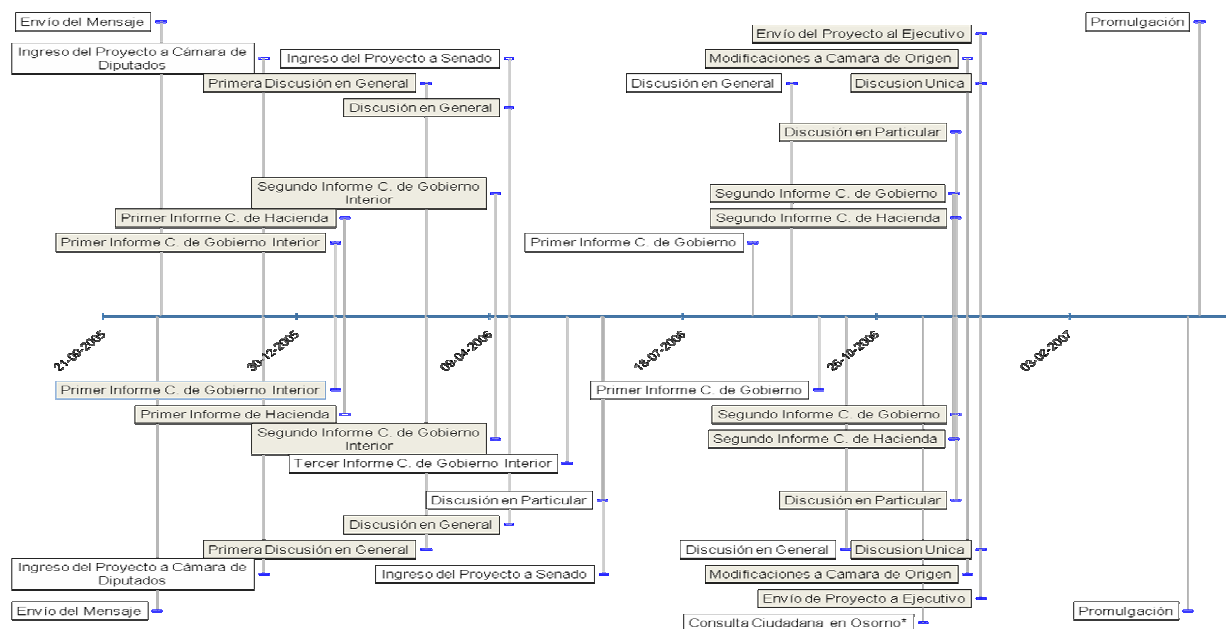 Envío del Mensaje
Promulgación
Envío del Proyecto al Ejecutivo
Ingreso del Proyecto a Cámara de
Diputados
Ingreso del Proyecto a Senado
Modificaciones a Camara de Origen
Primera Discusión en General
Discusión en General
Discusion Unica
Discusión en General
Discusión en Particular
Segundo Informe C. de Gobierno
Interior
Segundo Informe C. de Gobierno
Primer Informe C. de Hacienda
Segundo Informe C. de Hacienda
Primer Informe C. de Gobierno Interior
Primer Informe C. de Gobierno
21-09-2005
30-12-2005
09-04-2006
18-07-2006
26-10-2006
03-02-2007
Primer Informe C. de Gobierno Interior
Primer Informe C. de Gobierno
Primer Informe de Hacienda
Segundo Informe C. de Gobierno
Segundo Informe C. de Gobierno
Interior
Segundo Informe C. de Hacienda
Tercer Informe C. de Gobierno Interior
Discusión en Particular
Discusión en Particular
Discusión en General
Primera Discusión en General
Discusión en General
Discusion Unica
Ingreso del Proyecto a Cámara de
Diputados
Ingreso del Proyecto a Senado
Modificaciones a Camara de Origen
Envío de Proyecto a Ejecutivo
Envío del Mensaje
Promulgación
Consulta Ciudadana en Osorno*